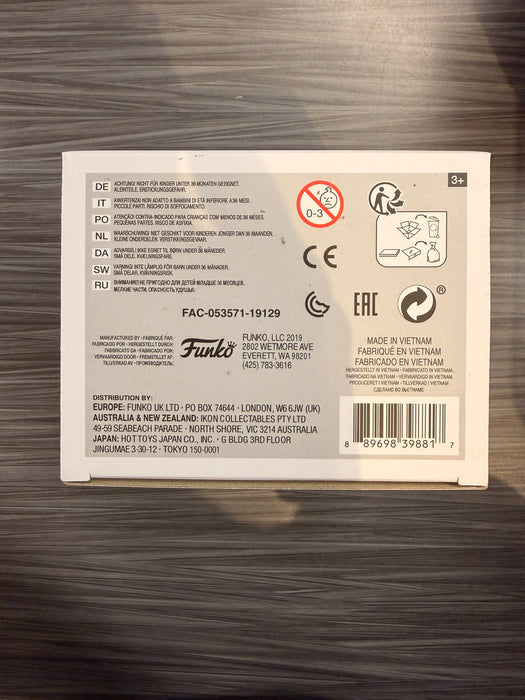 3+
DE ACHTUNG! NICHT FÜR KINDER UNTER 36 MONATEN GEEIGNET.
KLEINTEILE. ERSTICKUNGSGEFAHR.
IT AVVERTENZA! NON ADATTO A BAMBINI DI ETÀ INFERIORE A 36 MESI.
PICCOLE PARTI. RISCHIO DI SOFFOCAMENTO.
PO ATENÇÃO! CONTRA-INDICADO PARA CRIANÇAS COM MENOS DE 36 MESES.
PEQUENAS PARTES. RISCO DE ASFIXIA.
NL WAARSCHUWING! NIET GESCHIKT VOOR KINDEREN JONGER DAN 36 MAANDEN.
KLEINE ONDERDELEN. VERSTIKKINGSGEVAAR.
DA ADVARSEL! IKKE EGNET TIL BØRN UNDER 36 MÅNEDER.
SMÅ DELE. KVÆLNINGSFARE.
SW VARNING! INTE LÄMPLIG FÖR BARN UNDER 36 MÅNADER.
SMÅ DELAR. KVÄVNINGSRISK.
RU ВНИМАНИЕ! НЕ ПРИГОДНО ДЛЯ ДЕТЕЙ МЛАДШЕ 36 МЕСЯЦЕВ.
МЕЛКИЕ ЧАСТИ. ОПАСНОСТЬ УДУШЬЯ.
0-3
CE
EAC
®
FAC-053571-19129
MANUFACTURED BY • FABRIQUÉ PAR:
FABRICADO POR • HERGESTELLT DURCH:
FABRICATO DA • FABRICADO POR:
VERVAARDIGD DOOR • FREMSTILLET AF:
TILLVERKAD AV • ПРОИЗВОДИТЕЛЬ:
Funko
FUNKO, LLC 2019
2802 WETMORE AVE
EVERETT, WA 98201
(425) 783-3616
MADE IN VIETNAM
FABRIQUÉ EN VIETNAM
FABRICADO EN VIETNAM
HERGESTELLT IN VIETNAM • FABBRICATO IN VIETNAM,
FABRICADO NA VIETNAM • VERVAARDIGD IN VIETNAM
PRODUCERET I VIETNAM • TILLVERKAD I VIETNAM
СДЕЛАНО ВО ВЬЕТНАМЕ
DISTRIBUTION BY:
EUROPE: FUNKO UK LTD • PO BOX 74644 • LONDON, W6 6JW (UK)
AUSTRALIA & NEW ZEALAND: IKON COLLECTABLES PTY LTD
49-59 SEABEACH PARADE • NORTH SHORE, VIC 3214 AUSTRALIA
JAPAN: HOT TOYS JAPAN CO., INC. • G BLDG 3RD FLOOR
JINGUMAE 3-30-12 • TOKYO 150-0001
8 89698 39881 7